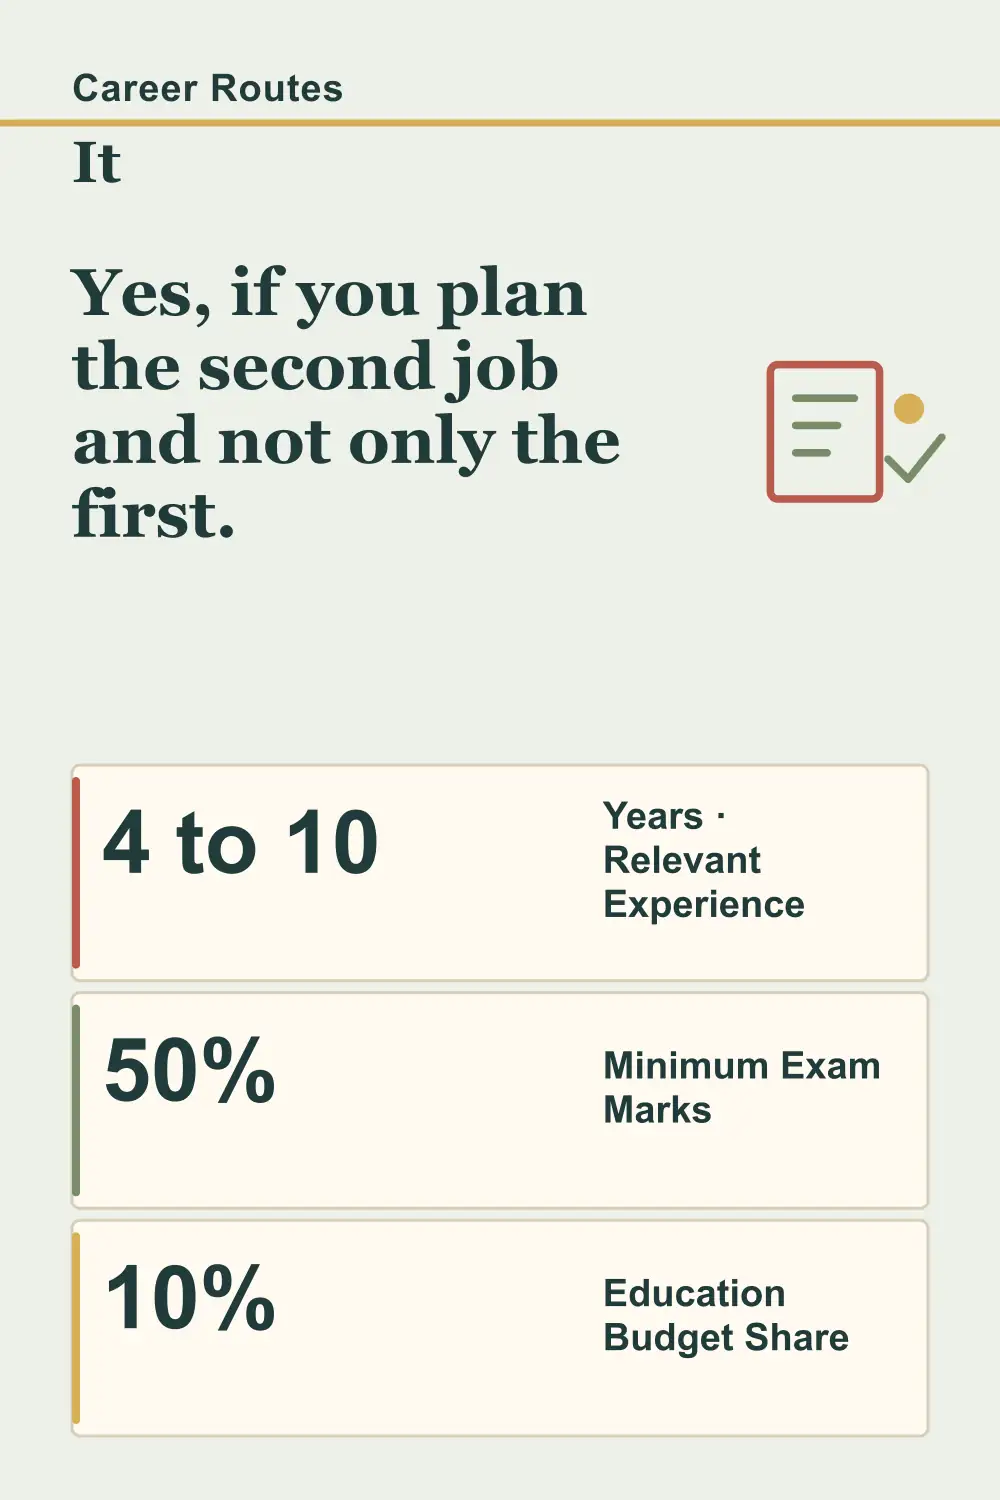 Career Routes
It
Yes, if you plan
the second job
and not only the
first.
4 to 10
Years ·
Relevant
Experience
50%
Minimum Exam
Marks
10%
Education
Budget Share